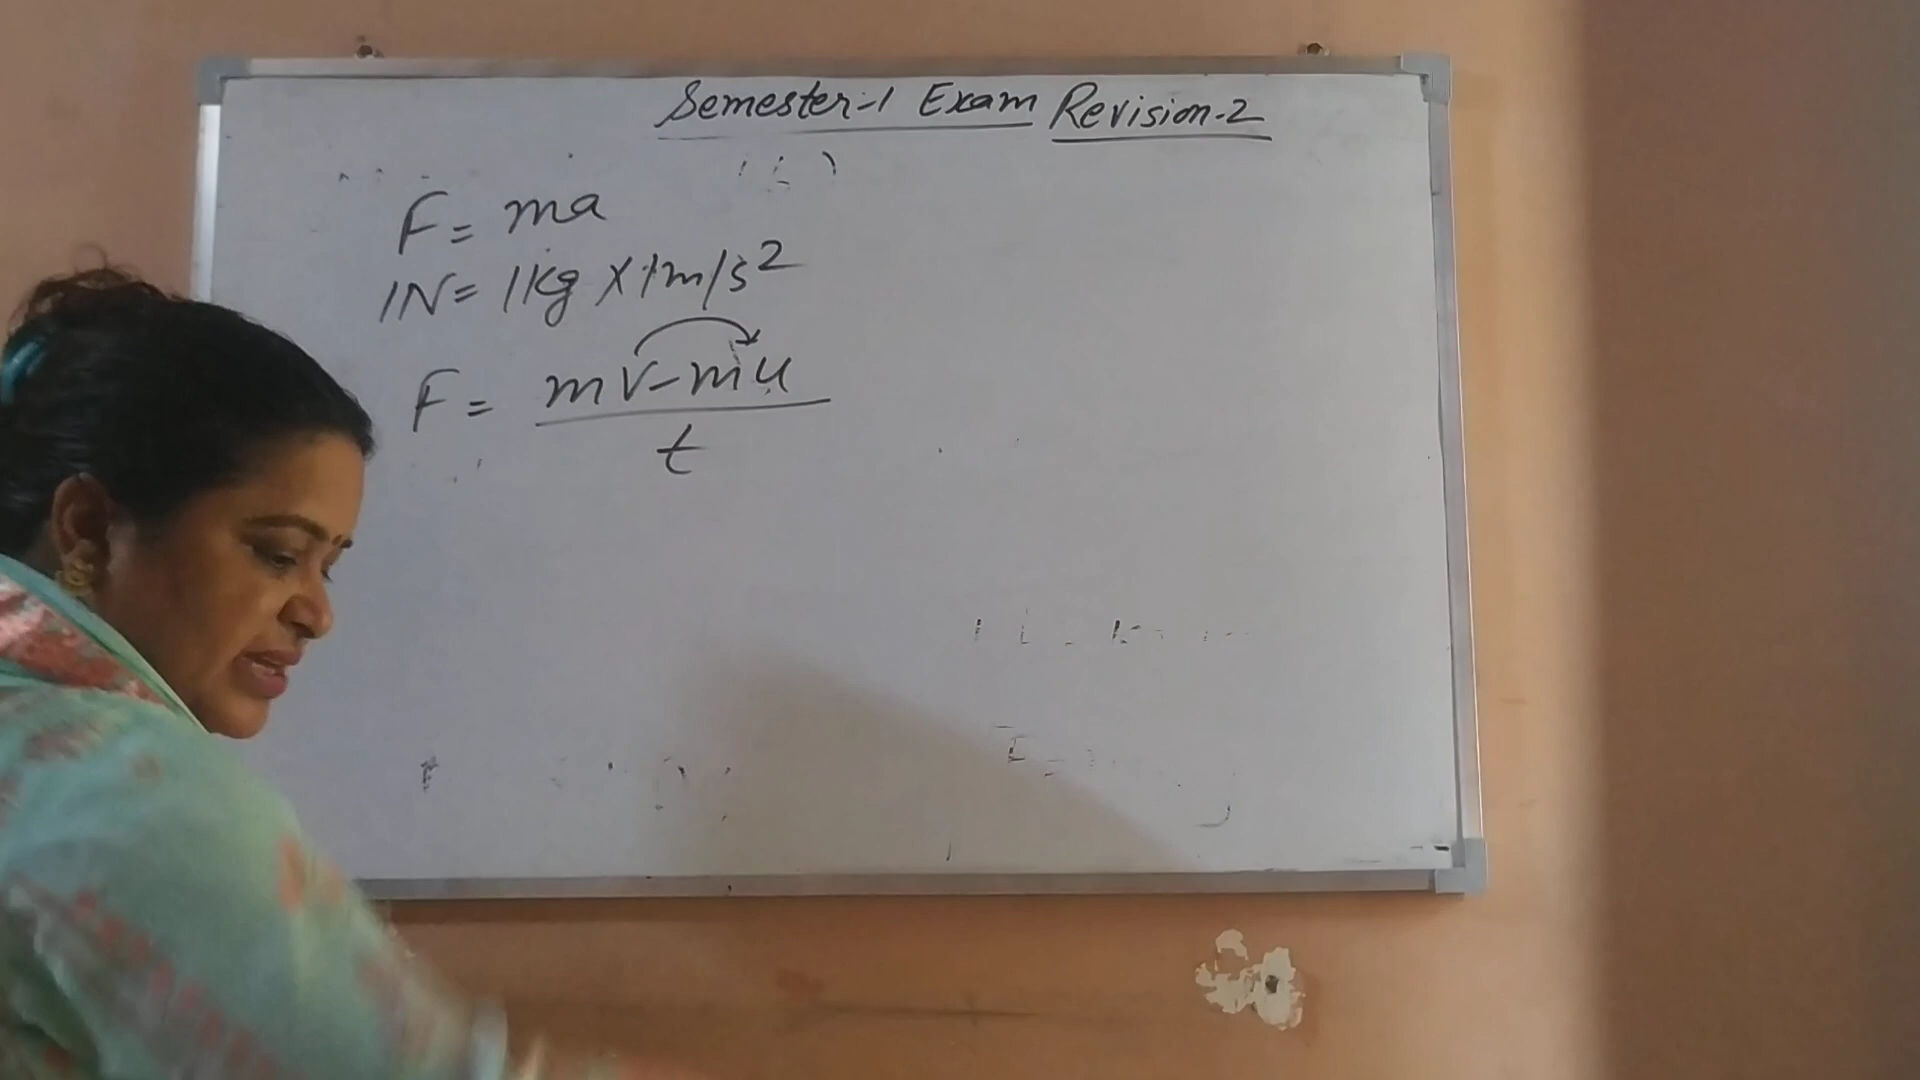 Semester-1 Exam Revision-2
F = ma
1N = 1kg X 1m/s²
F = mv-mu
t